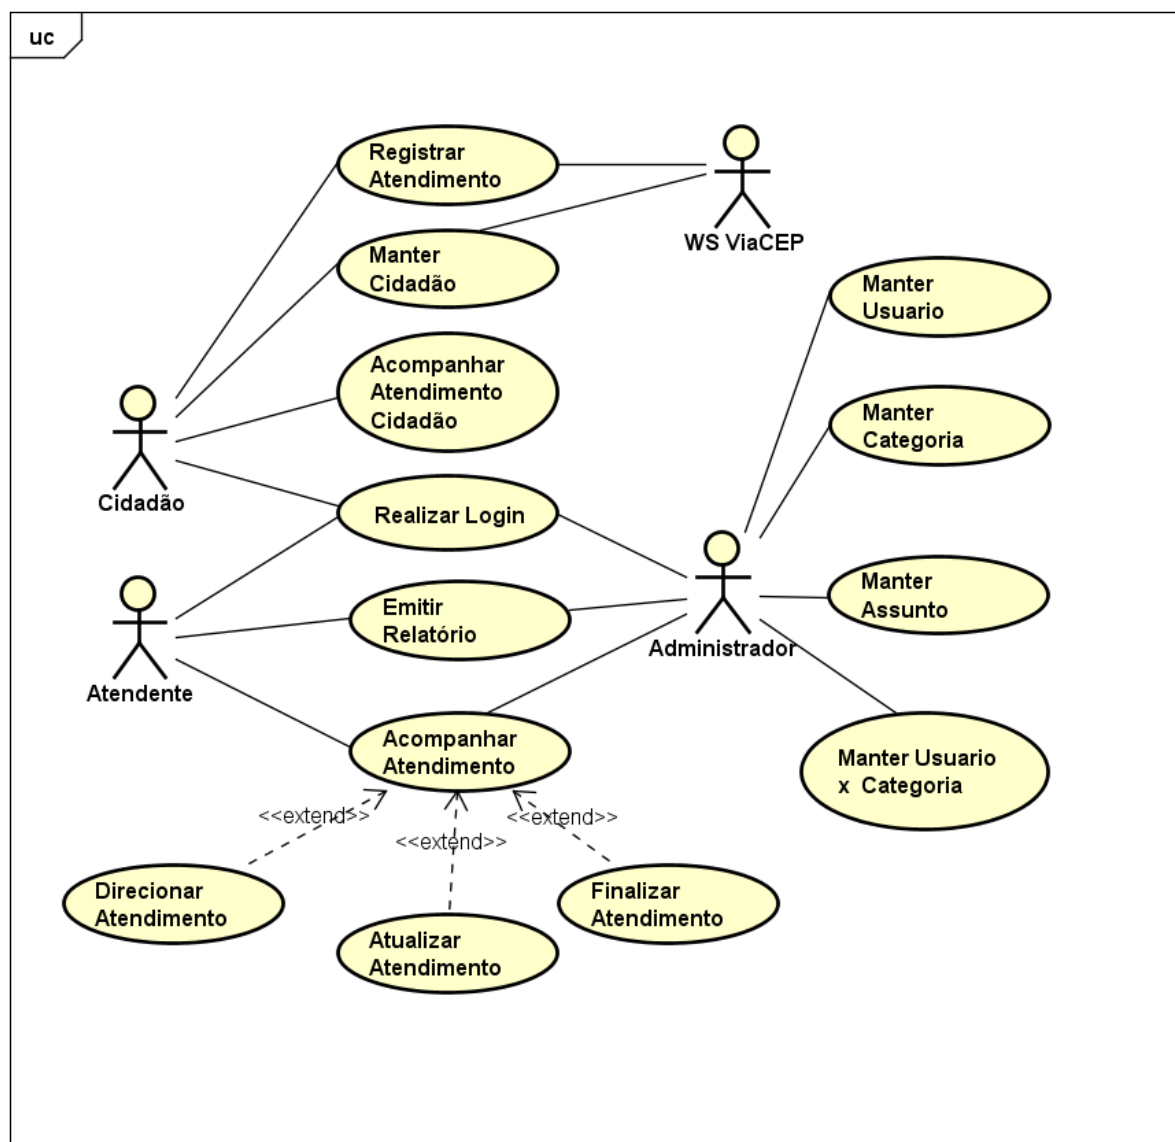 uc
Registrar
Atendimento
WS ViaCEP
Manter
Cidadão
Manter
Usuario
Acompanhar
Atendimento
Cidadão
Manter
Categoria
Cidadão
Realizar Login
Manter
Assunto
Emitir
Relatório
Administrador
Atendente
Acompanhar
Atendimento
Manter Usuario
x Categoria
<<extend>>
<<extend>>
<<extend>>
Direcionar
Atendimento
Finalizar
Atendimento
Atualizar
Atendimento